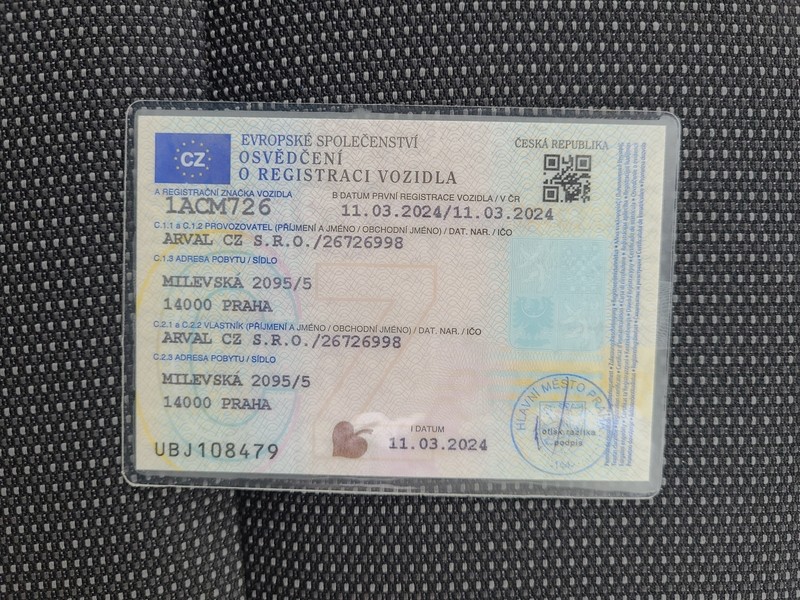 CZ
EVROPSKÉ SPOLEČENSTVÍ
OSVĚDČENÍ
O REGISTRACI VOZIDLA
ČESKÁ REPUBLIKA
A REGISTRAČNÍ ZNAČKA VOZIDLA
1ACM726
B DATUM PRVNÍ REGISTRACE VOZIDLA / V ČR
11.03.2024/11.03.2024
C.1.1 a C.1.2 PROVOZOVATEL (PŘÍJMENÍ A JMÉNO / OBCHODNÍ JMÉNO) / DAT. NAR. / IČO
ARVAL CZ S.R.O./26726998
C.1.3 ADRESA POBYTU / SÍDLO
MILEVSKÁ 2095/5
14000 PRAHA
C.2.1 a C.2.2 VLASTNÍK (PŘÍJMENÍ A JMÉNO / OBCHODNÍ JMÉNO) / DAT. NAR. / IČO
ARVAL CZ S.R.O./26726998
C.2.3 ADRESA POBYTU / SÍDLO
MILEVSKÁ 2095/5
14000 PRAHA
I DATUM
11.03.2024
UBJ108479
HLAVNÍ MĚSTO PRAHA
otisk razítka
podpis